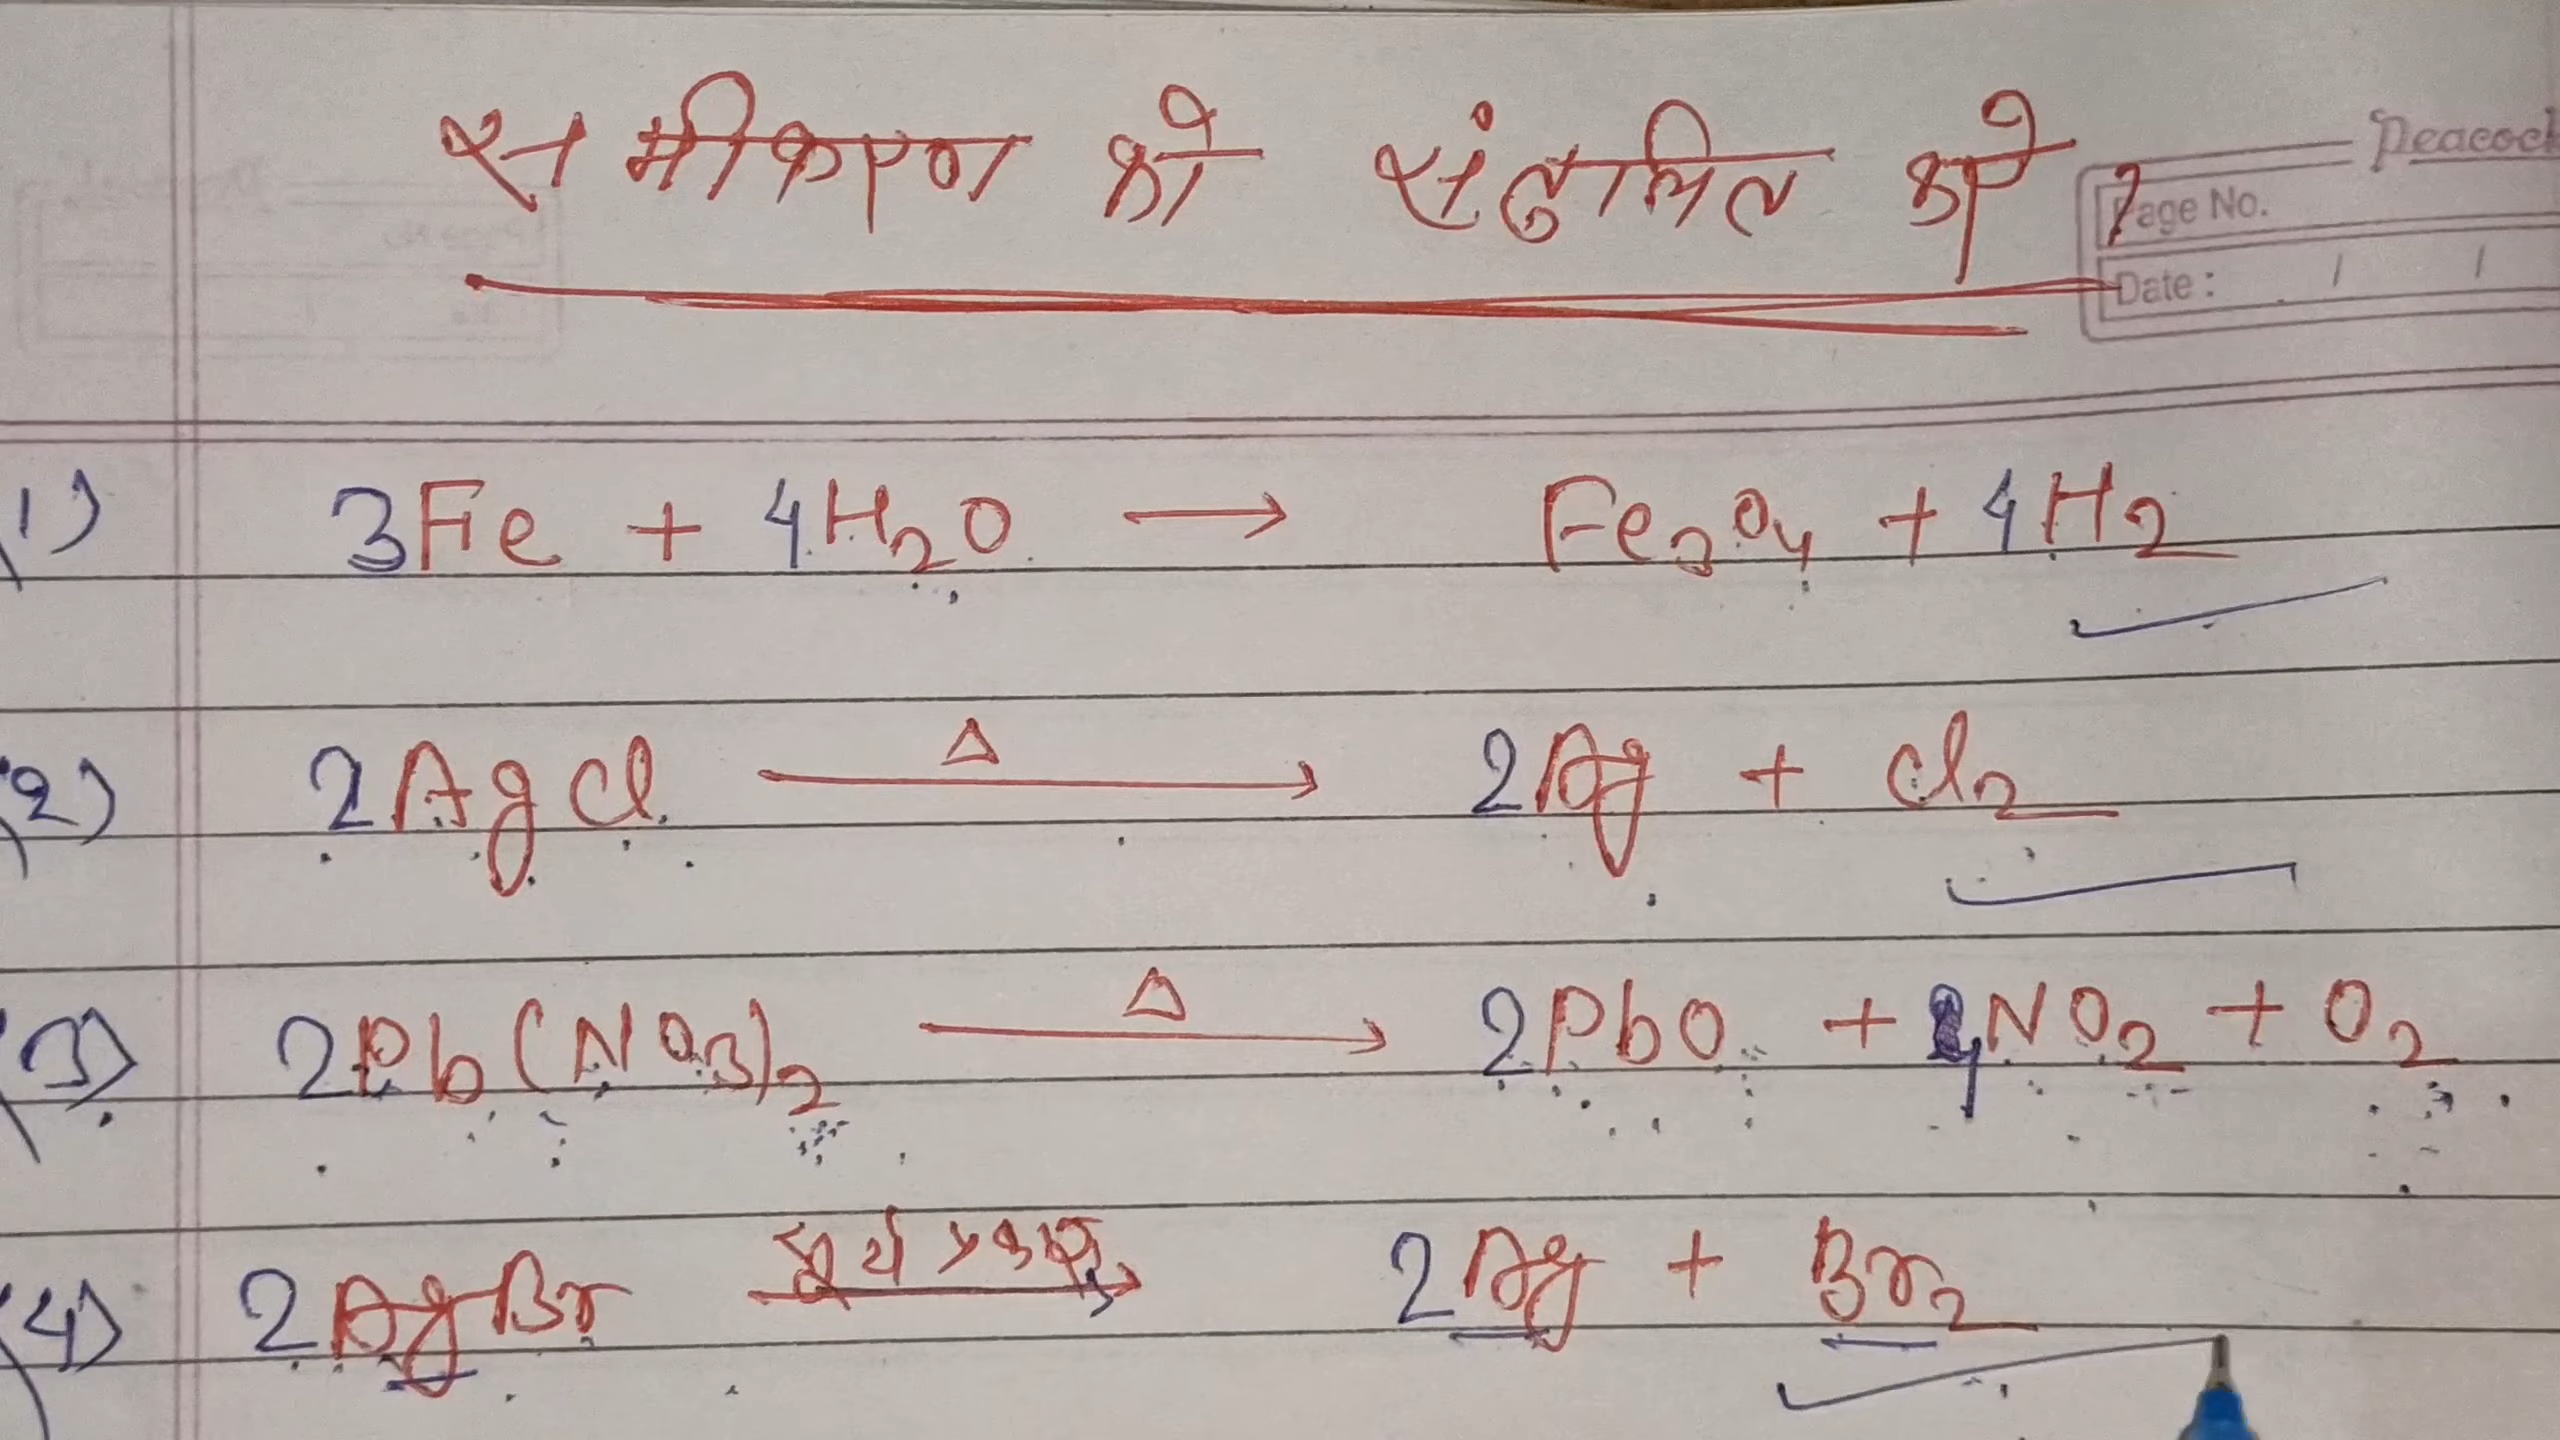 समीकरण को संतुलित करे,
Peacock
Page No.
Date : / /
(1) 3Fe + 4H₂O → Fe₃O₄ + 4H₂
(2) 2AgCl —Δ→ 2Ag + Cl₂
(3) 2Pb(NO₃)₂ —Δ→ 2PbO + 4NO₂ + O₂
(4) 2AgBr —सूर्य प्रकाश→ 2Ag + Br₂